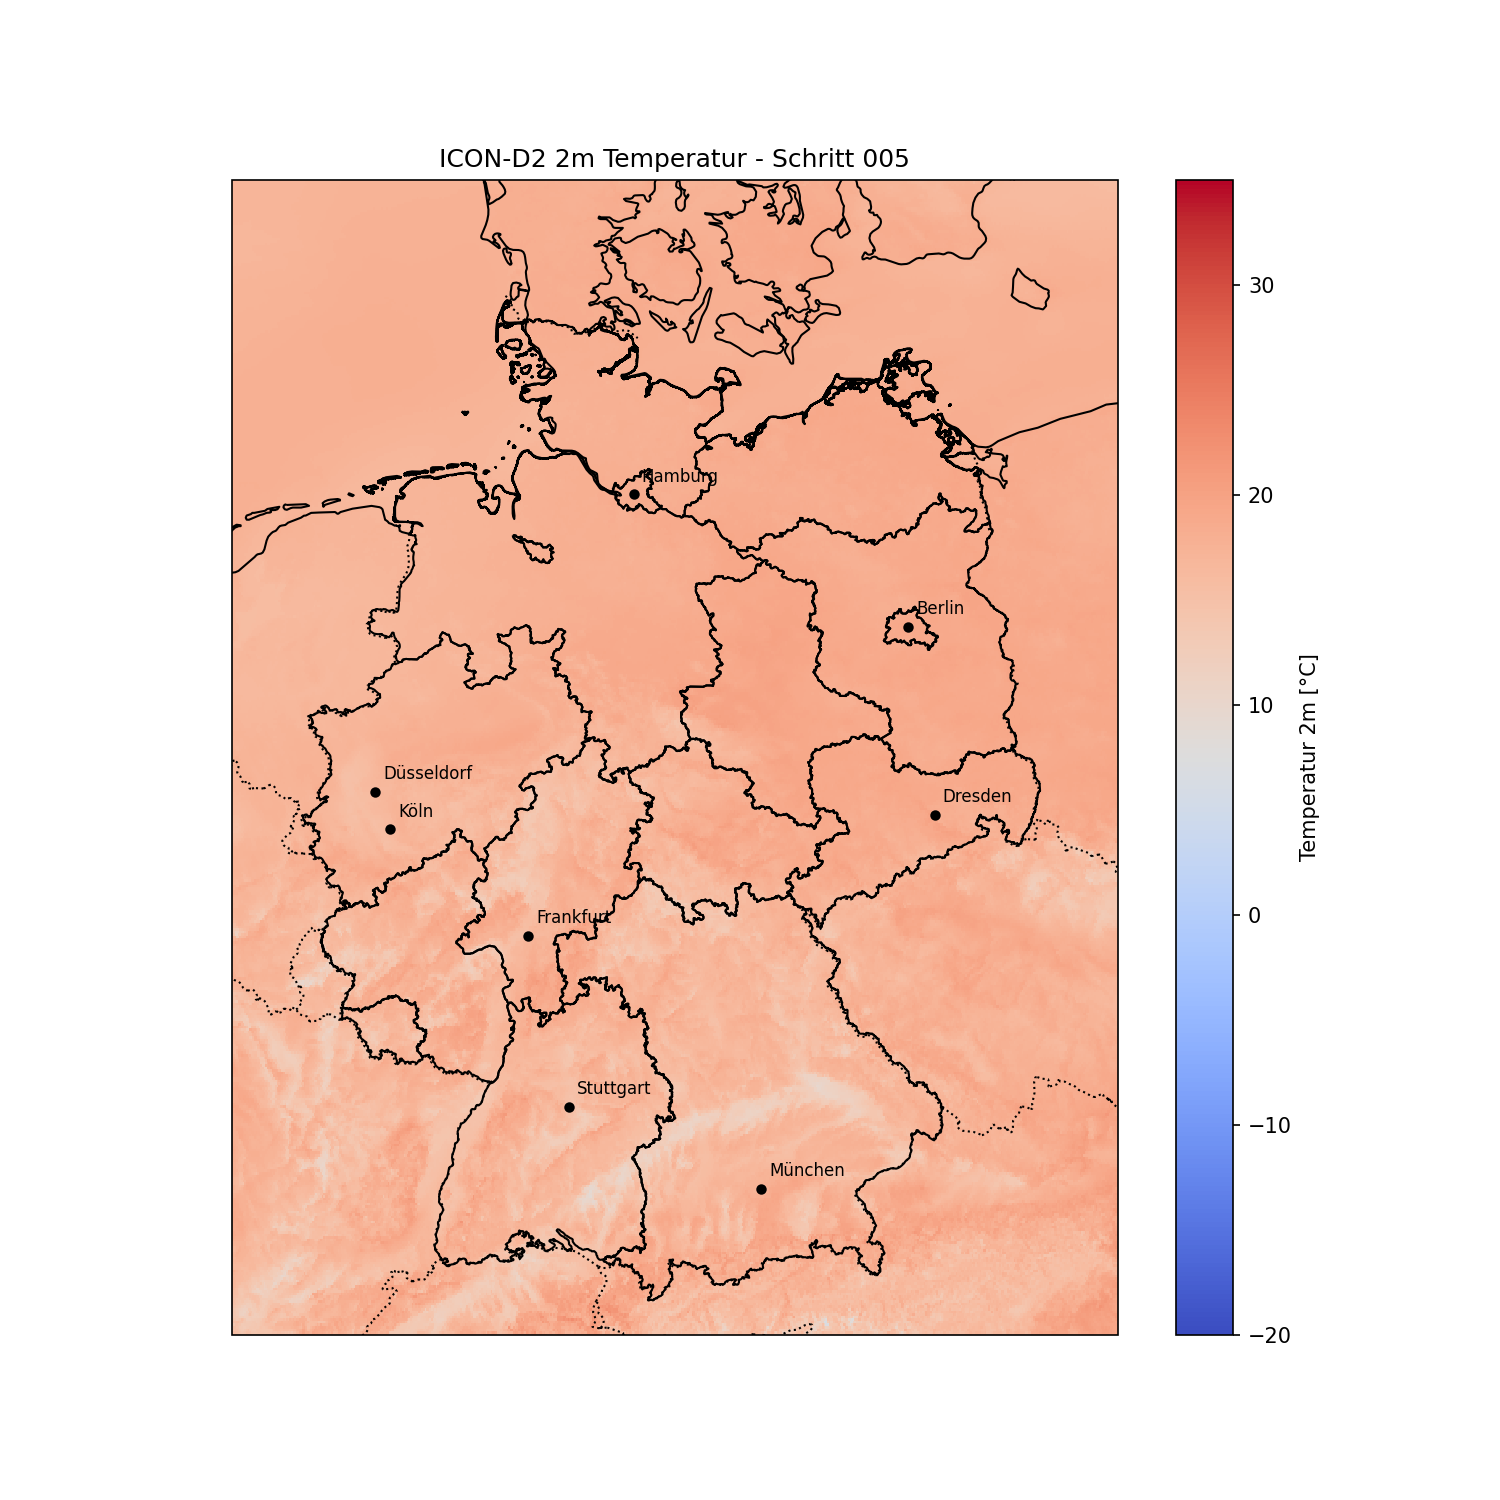 ICON-D2 2m Temperatur - Schritt 005
Hamburg
Berlin
Düsseldorf
Köln
Dresden
Frankfurt
Stuttgart
München
30
20
10
0
−10
−20
Temperatur 2m [°C]